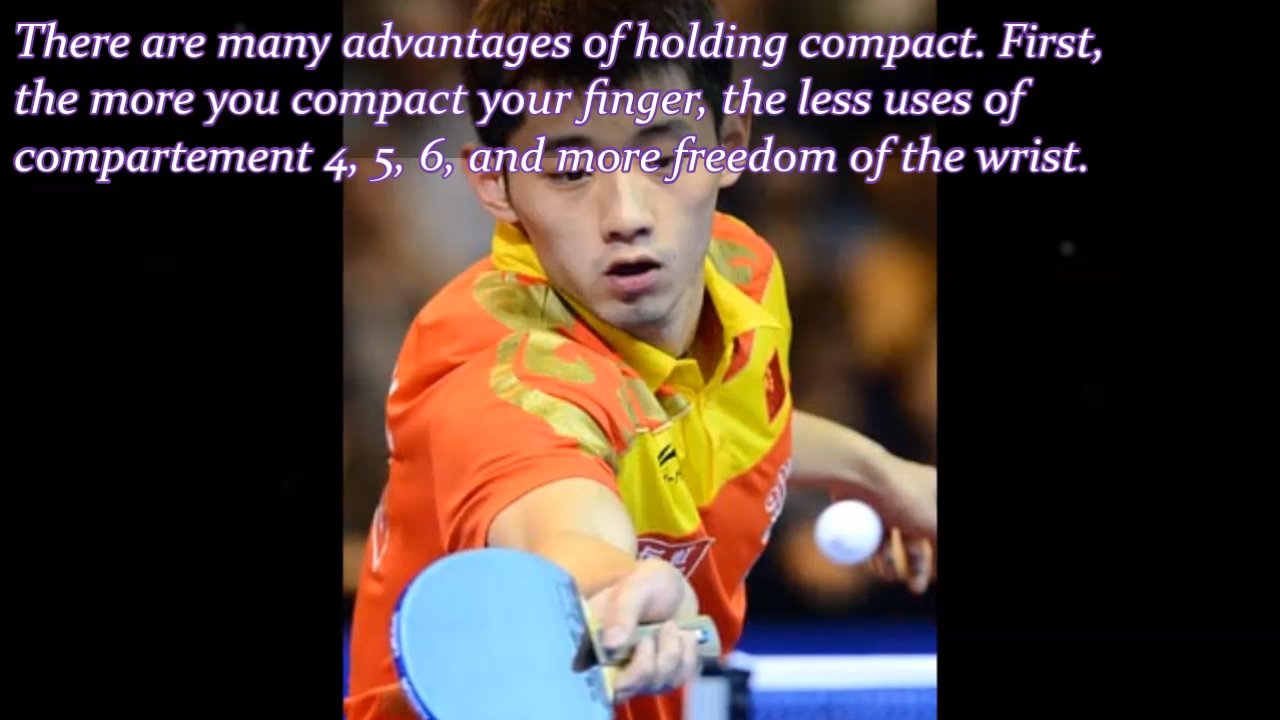 There are many advantages of holding compact. First,
the more you compact your finger, the less uses of
compartement 4, 5, 6, and more freedom of the wrist.